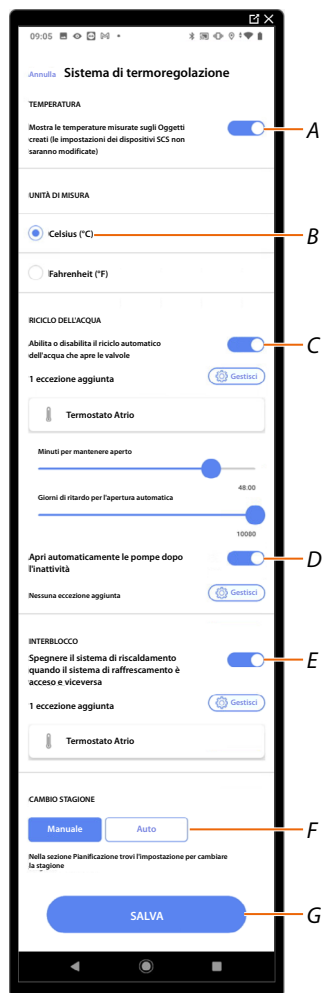 09:05
Annulla Sistema di termoregolazione
TEMPERATURA
Mostra le temperature misurate sugli Oggetti
creati (le impostazioni dei dispositivi SCS non
saranno modificate)
A
UNITÀ DI MISURA
Celsius (°C)
B
Fahrenheit (°F)
RICICLO DELL'ACQUA
Abilita o disabilita il riciclo automatico
dell'acqua che apre le valvole
C
1 eccezione aggiunta
Gestisci
Termostato Atrio
Minuti per mantenere aperto
48:00
Giorni di ritardo per l'apertura automatica
10080
Apri automaticamente le pompe dopo
l'inattività
D
Nessuna eccezione aggiunta
Gestisci
INTERBLOCCO
Spegnere il sistema di riscaldamento
quando il sistema di raffrescamento è
acceso e viceversa
E
1 eccezione aggiunta
Gestisci
Termostato Atrio
CAMBIO STAGIONE
Manuale Auto
F
Nella sezione Planificazione trovi l'impostazione per cambiare
la stagione
SALVA
G